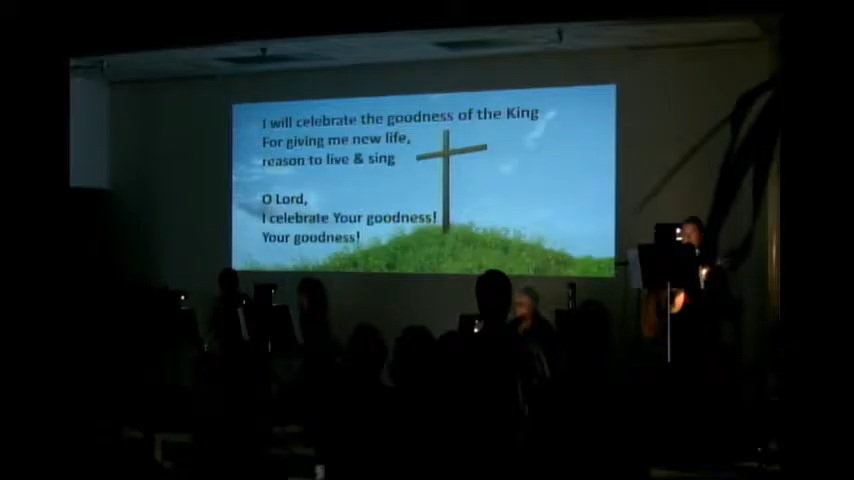 I will celebrate the goodness of the King
For giving me new life,
reason to live & sing
O Lord,
I celebrate Your goodness!
Your goodness!